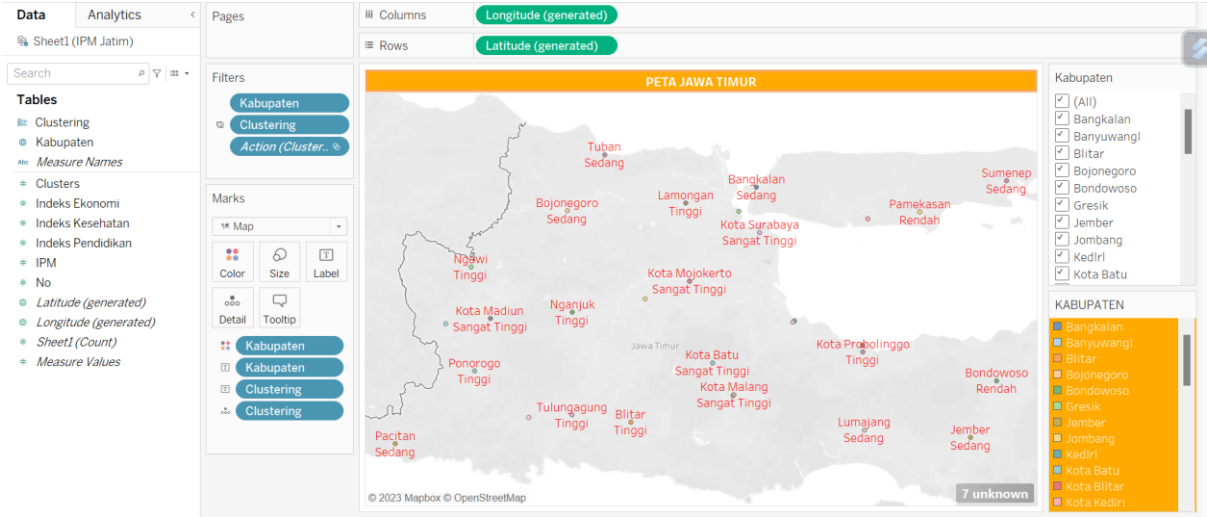 Data
Analytics
Sheet1 (IPM Jatim)
Search
Tables
Clustering
Abc
Kabupaten
Measure Names
Clusters
Indeks Ekonomi
Indeks Kesehatan
Indeks Pendidikan
IPM
No
Latitude (generated)
Longitude (generated)
Sheet1 (Count)
Measure Values
Pages
Filters
Kabupaten
Clustering
Action (Cluster..
Marks
Map
Color
Size
Label
Detail
Tooltip
Kabupaten
Kabupaten
Clustering
Clustering
Columns
Longitude (generated)
Rows
Latitude (generated)
PETA JAWA TIMUR
Tuban
Sedang
Bangkalan
Sedang
Sumenep
Sedang
Bojonegoro
Sedang
Lamongan
Tinggi
Pamekasan
Rendah
Kota Surabaya
Sangat Tinggi
Ngawi
Tinggi
Kota Mojokerto
Sangat Tinggi
Kota Madiun
Sangat Tinggi
Nganjuk
Tinggi
Jawa Timur
Kota Probolinggo
Tinggi
Kota Batu
Sangat Tinggi
Ponorogo
Tinggi
Kota Malang
Sangat Tinggi
Bondowoso
Rendah
Tulungagung
Tinggi
Blitar
Tinggi
Lumajang
Sedang
Jember
Sedang
Pacitan
Sedang
© 2023 Mapbox © OpenStreetMap
7 unknown
Kabupaten
(All)
Bangkalan
BanyuwangI
Blitar
Bojonegoro
Bondowoso
Gresik
Jember
Jombang
KedIrI
Kota Batu
KABUPATEN
Bangkalan
BanyuwangI
Blitar
Bojonegoro
Bondowoso
Gresik
Jember
Jombang
KedIrI
Kota Batu
Kota BlItar
Kota KedIrI